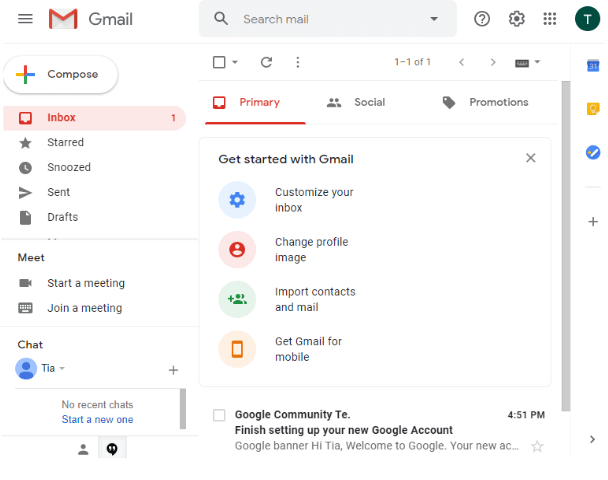 Gmail
Search mail
T
Compose
1–1 of 1
31
Primary
Social
Promotions
Inbox 1
Starred
Snoozed
Sent
Drafts
Get started with Gmail
Customize your
inbox
Change profile
image
Import contacts
and mail
Get Gmail for
mobile
Meet
Start a meeting
Join a meeting
Chat
Tia
No recent chats
Start a new one
Google Community Te. 4:51 PM
Finish setting up your new Google Account
Google banner Hi Tia, Welcome to Google. Your new ac...